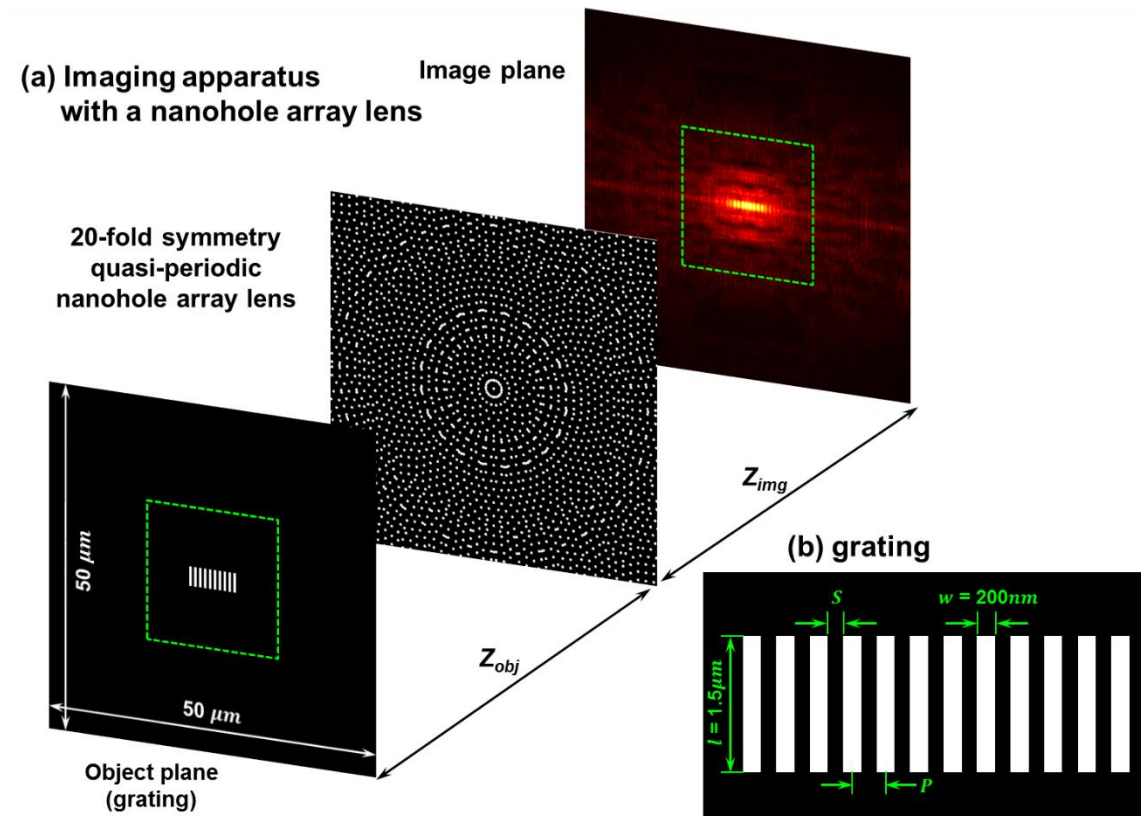 (a) Imaging apparatus
with a nanohole array lens
Image plane
20-fold symmetry
quasi-periodic
nanohole array lens
50 μm
50 μm
Object plane
(grating)
Z_obj
Z_img
(b) grating
S
w = 200nm
l = 1.5μm
P